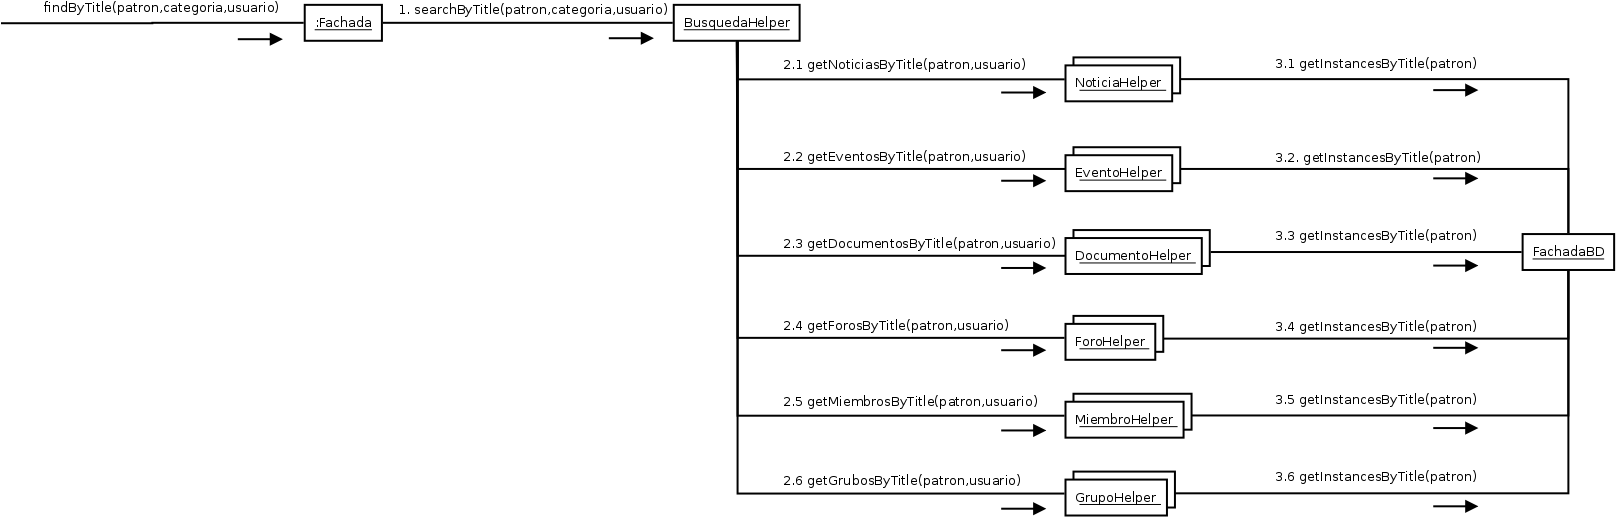 findByTitle(patron,categoria,usuario)
:Fachada
1. searchByTitle(patron,categoria,usuario)
BusquedaHelper
2.1 getNoticiasByTitle(patron,usuario)
NoticiaHelper
3.1 getInstancesByTitle(patron)
2.2 getEventosByTitle(patron,usuario)
EventoHelper
3.2. getInstancesByTitle(patron)
2.3 getDocumentosByTitle(patron,usuario)
DocumentoHelper
3.3 getInstancesByTitle(patron)
FachadaBD
2.4 getForosByTitle(patron,usuario)
ForoHelper
3.4 getInstancesByTitle(patron)
2.5 getMiembrosByTitle(patron,usuario)
MiembroHelper
3.5 getInstancesByTitle(patron)
2.6 getGrubosByTitle(patron,usuario)
GrupoHelper
3.6 getInstancesByTitle(patron)